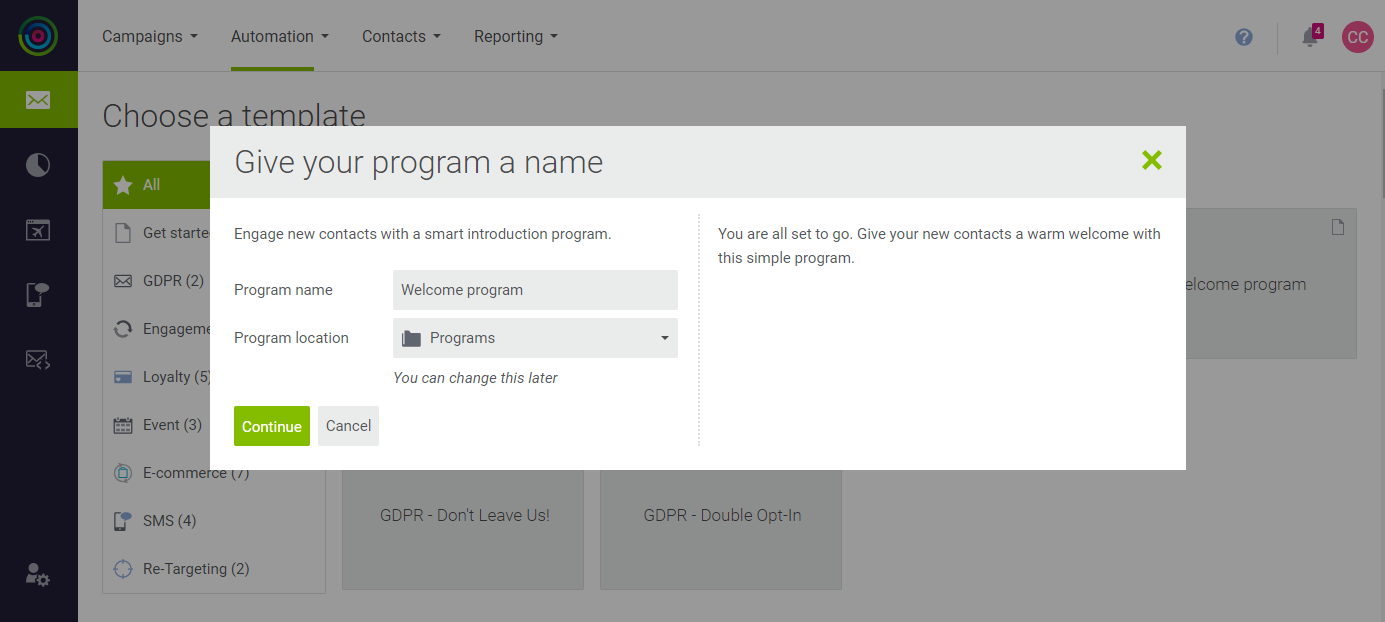 Campaigns
Automation
Contacts
Reporting
?
4
CC
Choose a template
Give your program a name
All
Get starte
GDPR (2)
Engageme
Loyalty (5)
Event (3)
E-commerce (7)
SMS (4)
Re-Targeting (2)
Engage new contacts with a smart introduction program.
Program name
Welcome program
Program location
Programs
You can change this later
Continue
Cancel
You are all set to go. Give your new contacts a warm welcome with
this simple program.
elcome program
GDPR - Don't Leave Us!
GDPR - Double Opt-In